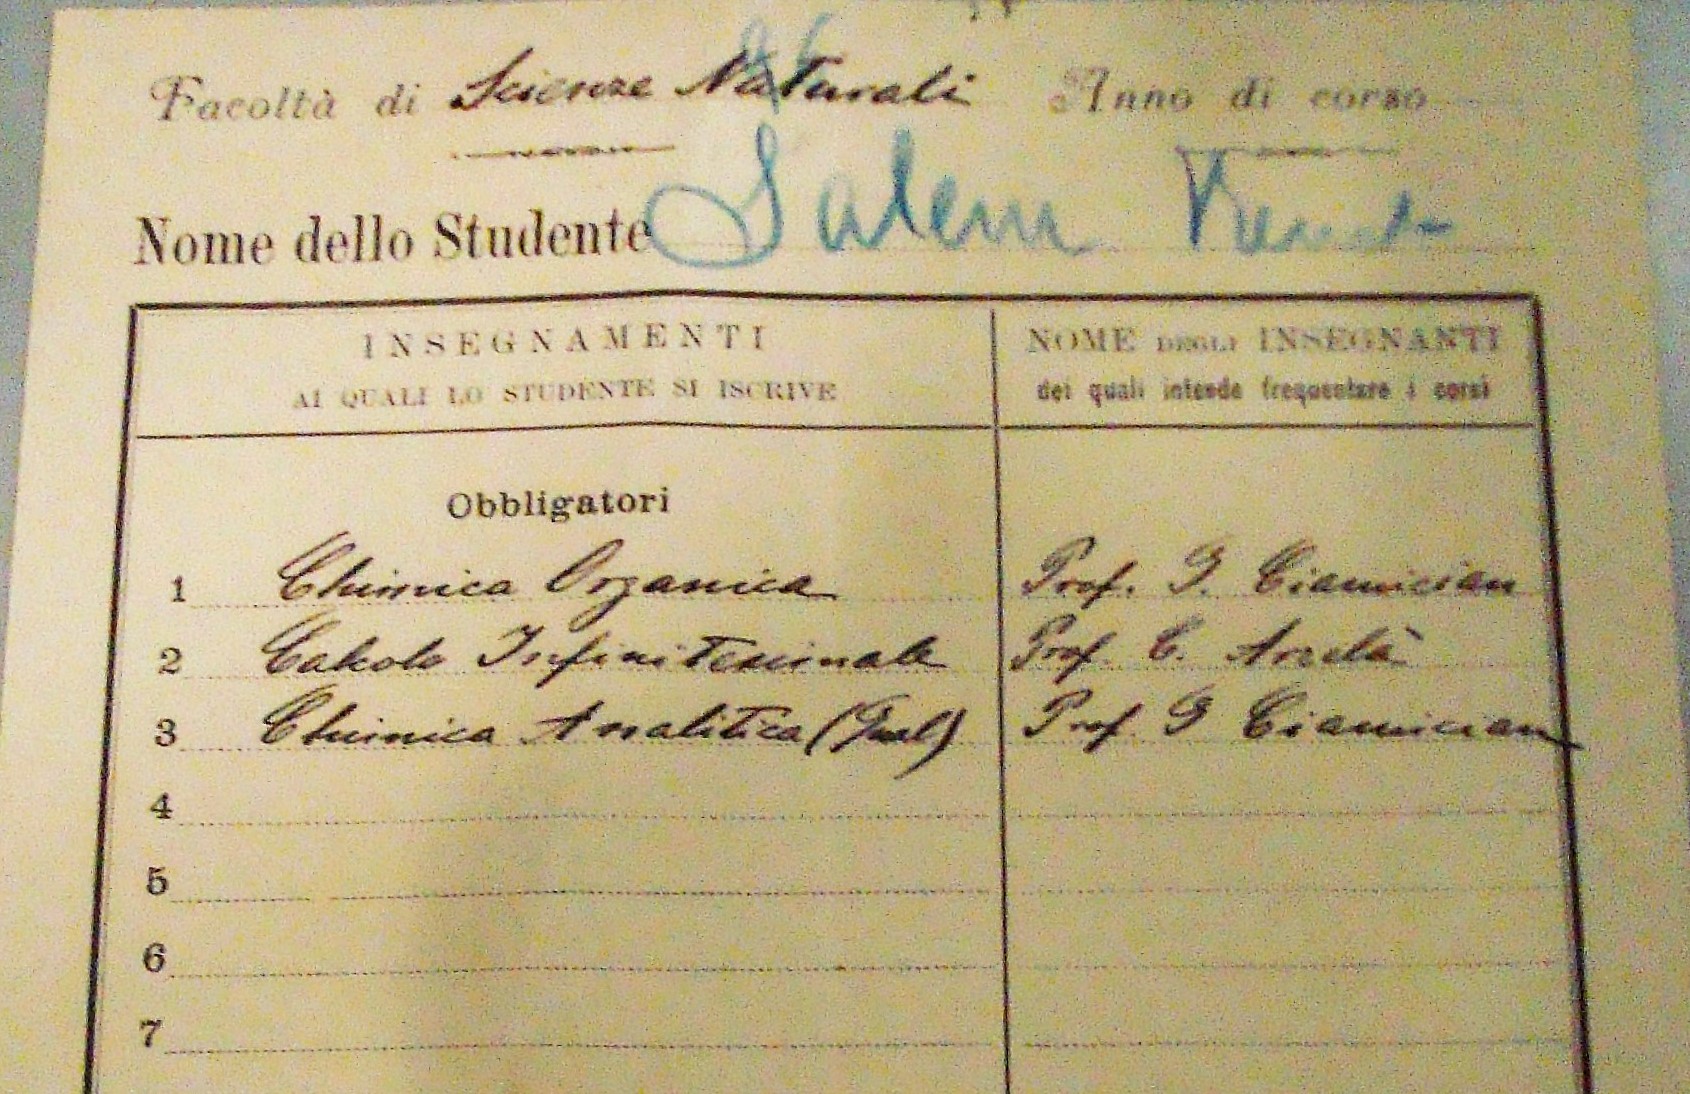 Facoltà di Scienze Naturali Anno di corso
Nome dello Studente Salem
INSEGNAMENTI
AI QUALI LO STUDENTE SI ISCRIVE
NOME DEGLI INSEGNANTI
dei quali intende frequentare i corsi
Obbligatori
1 Chimica Organica Prof. G. Ciamician
2 Calcolo Infinitesimale Prof. C. Arzelà
3 Chimica Analitica (Qual) Prof G Ciamician
4
5
6
7